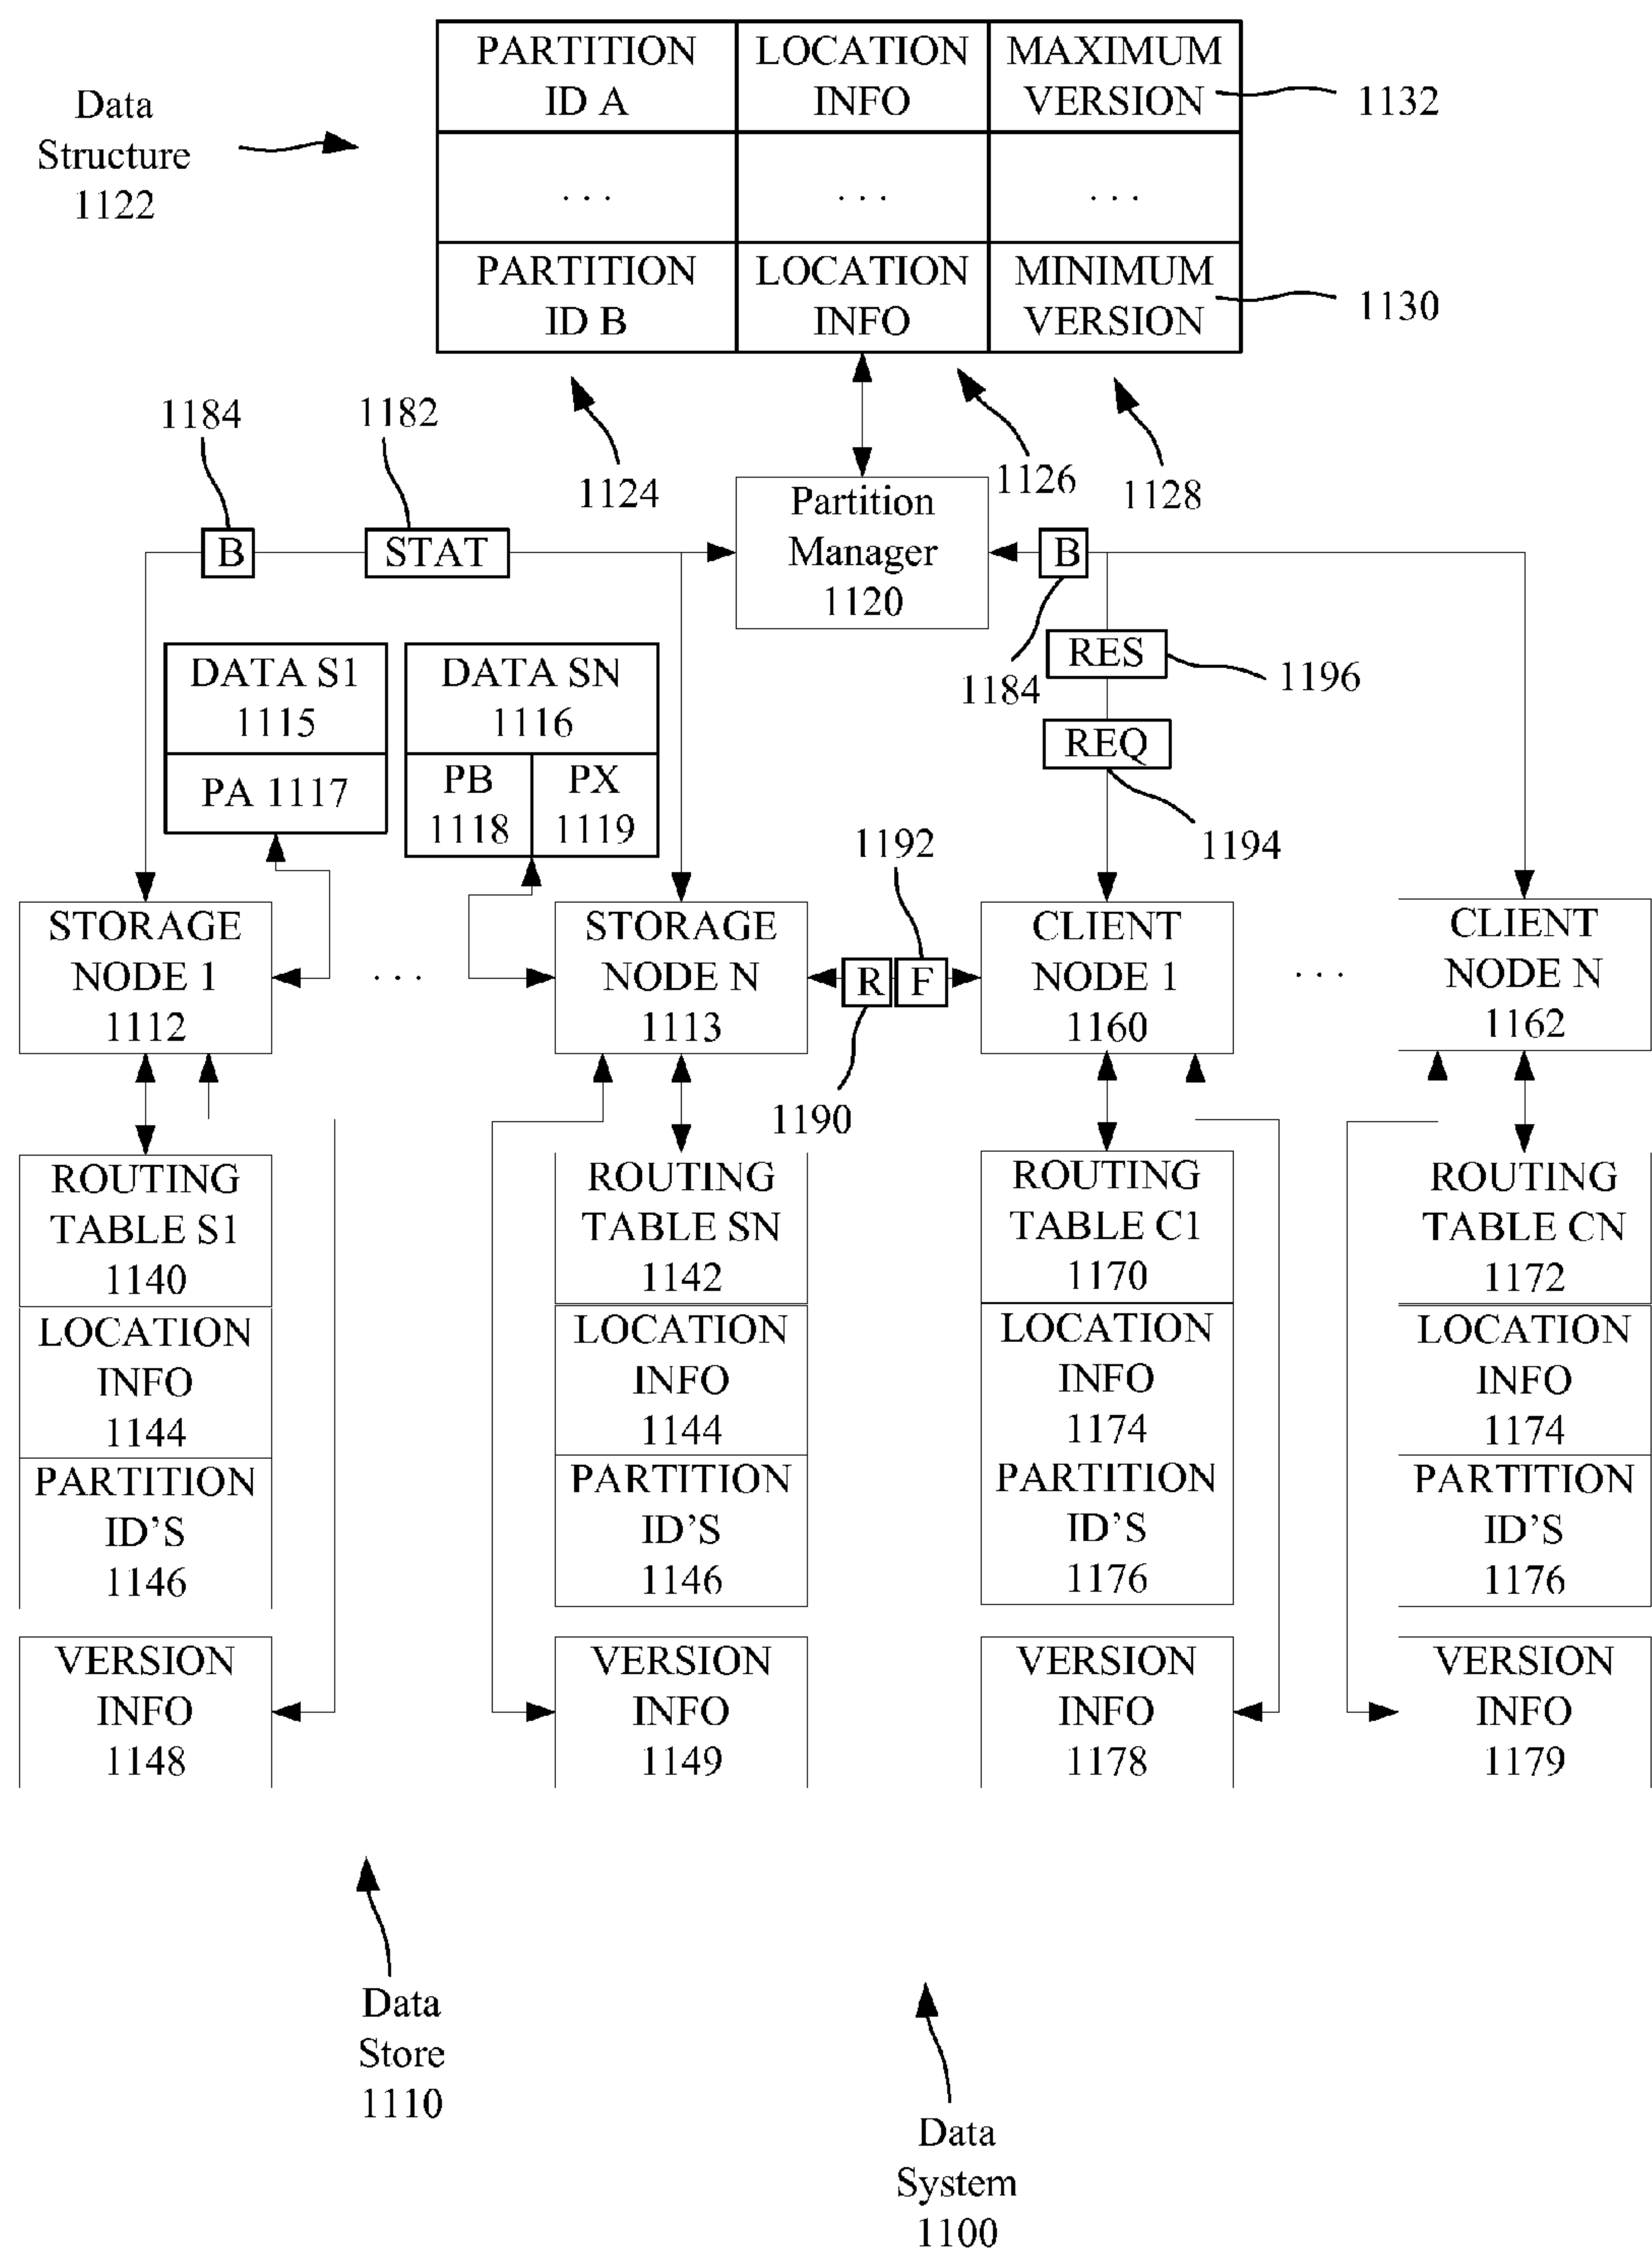 PARTITION
ID A
LOCATION
INFO
MAXIMUM
VERSION
1132
Data
Structure
1122
. . .
. . .
. . .
PARTITION
ID B
LOCATION
INFO
MINIMUM
VERSION
1130
1184
1182
1124
1126
1128
B
STAT
Partition
Manager
1120
B
DATA S1
1115
PA 1117
DATA SN
1116
PB
1118
PX
1119
RES
1184
1196
REQ
1194
1192
STORAGE
NODE 1
1112
. . .
STORAGE
NODE N
1113
R
F
1190
CLIENT
NODE 1
1160
. . .
CLIENT
NODE N
1162
ROUTING
TABLE S1
1140
LOCATION
INFO
1144
PARTITION
ID’S
1146
VERSION
INFO
1148
ROUTING
TABLE SN
1142
LOCATION
INFO
1144
PARTITION
ID’S
1146
VERSION
INFO
1149
ROUTING
TABLE C1
1170
LOCATION
INFO
1174
PARTITION
ID’S
1176
VERSION
INFO
1178
ROUTING
TABLE CN
1172
LOCATION
INFO
1174
PARTITION
ID’S
1176
VERSION
INFO
1179
Data
Store
1110
Data
System
1100